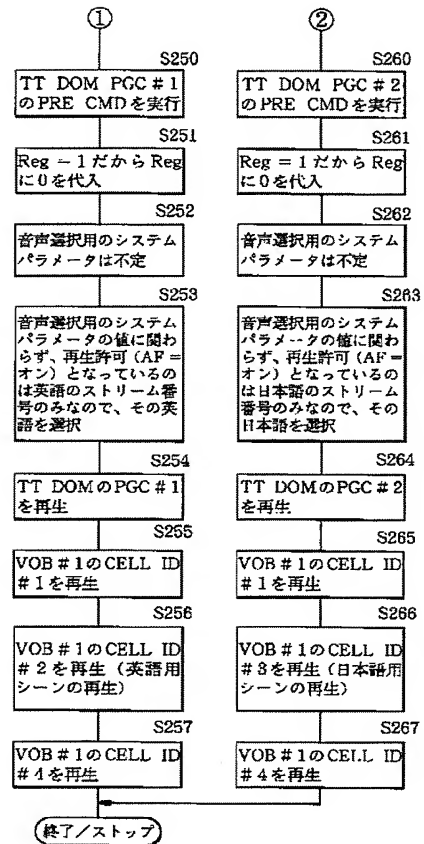 ①
S250
TT DOM PGC#1
のPRE CMDを実行
S251
Reg=1だからReg
に0を代入
S252
音声選択用のシステム
パラメータは不定
S253
音声選択用のシステム
パラメータの値に関わ
らず、再生許可（AF=
オン）となっているの
は英語のストリーム番
号のみなので、その英
語を選択
S254
TT DOMのPGC#1
を再生
S255
VOB#1のCELL ID
#1を再生
S256
VOB#1のCELL ID
#2を再生（英語用
シーンの再生）
S257
VOB#1のCELL ID
#4を再生
終了/ストップ
②
S260
TT DOM PGC#2
のPRE CMDを実行
S261
Reg=1だからReg
に0を代入
S262
音声選択用のシステム
パラメータは不定
S263
音声選択用のシステム
パラメータの値に関わ
らず、再生許可（AF=
オン）となっているの
は日本語のストリーム
番号のみなので、その
日本語を選択
S264
TT DOMのPGC#2
を再生
S265
VOB#1のCELL ID
#1を再生
S266
VOB#1のCELL ID
#3を再生（日本語用
シーンの再生）
S267
VOB#1のCELL ID
#4を再生